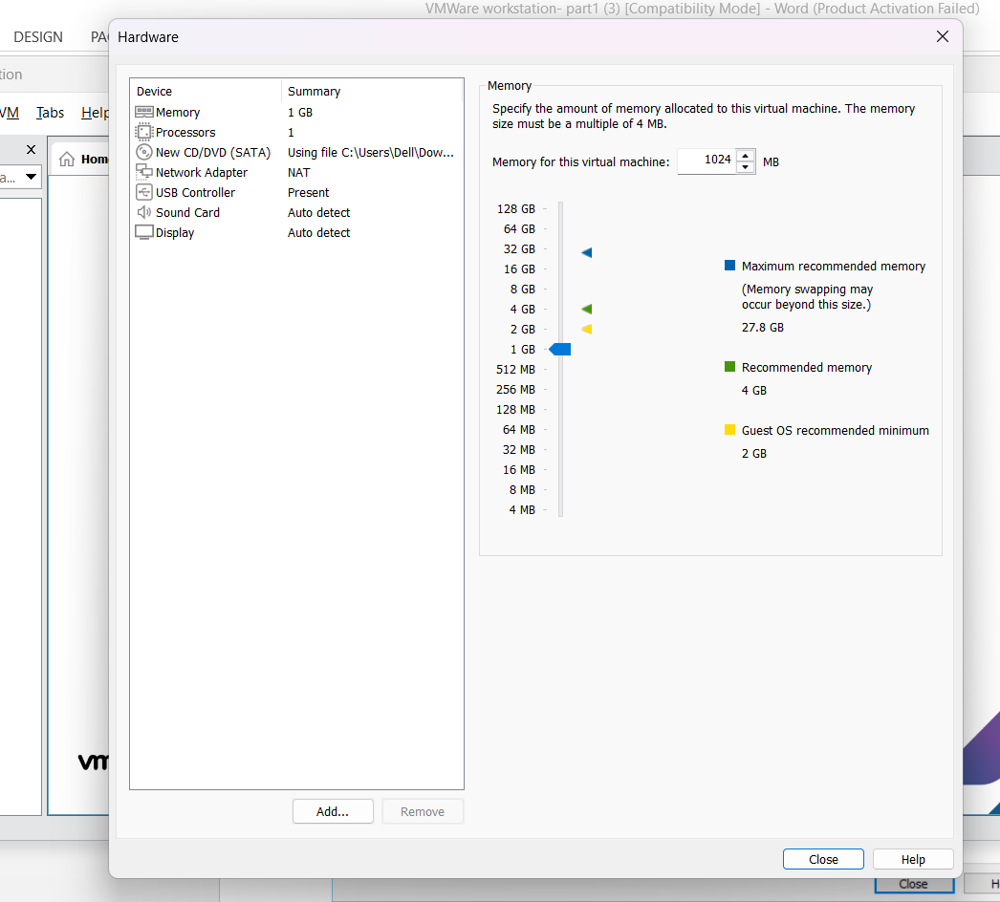 VMWare workstation- part1 (3) [Compatibility Mode] - Word (Product Activation Failed)
DESIGN
Hardware
Tabs
Device Summary
Memory 1 GB
Processors 1
New CD/DVD (SATA) Using file C:\Users\Dell\Dow...
Network Adapter NAT
USB Controller Present
Sound Card Auto detect
Display Auto detect
Add...
Remove
Memory
Specify the amount of memory allocated to this virtual machine. The memory
size must be a multiple of 4 MB.
Memory for this virtual machine: 1024 MB
128 GB
64 GB
32 GB
16 GB
8 GB
4 GB
2 GB
1 GB
512 MB
256 MB
128 MB
64 MB
32 MB
16 MB
8 MB
4 MB
Maximum recommended memory
(Memory swapping may
occur beyond this size.)
27.8 GB
Recommended memory
4 GB
Guest OS recommended minimum
2 GB
Close
Help
Close